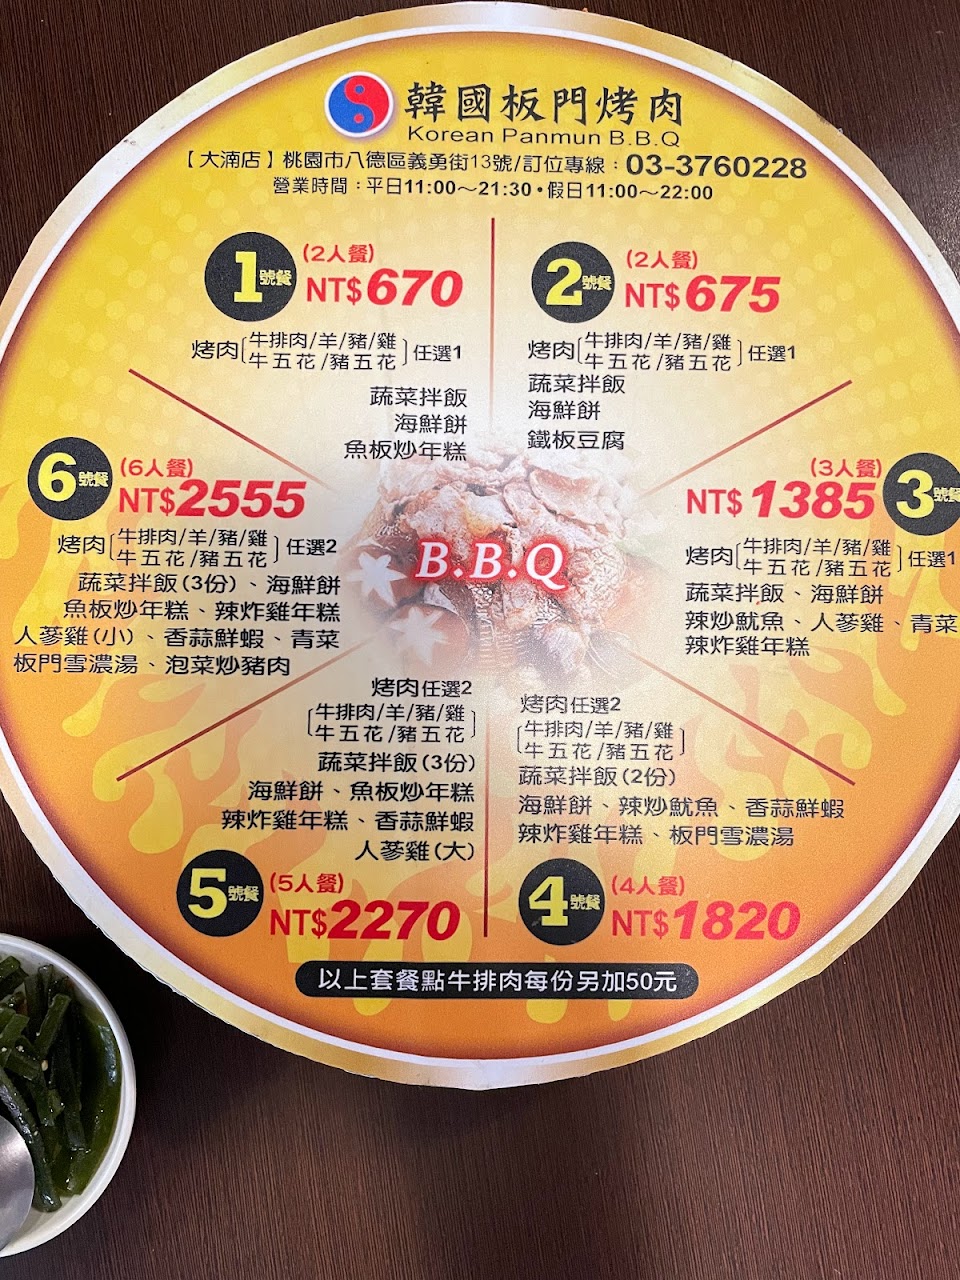 韓國板門烤肉
Korean Panmun B.B.Q
【大湳店】桃園市八德區義勇街13號/訂位專線：03-3760228
營業時間：平日11:00～21:30•假日11:00～22:00
1號餐
(2人餐)
NT$670
烤肉[牛排肉/羊/豬/雞
牛五花/豬五花]任選1
蔬菜拌飯
海鮮餅
魚板炒年糕
2號餐
(2人餐)
NT$675
烤肉[牛排肉/羊/豬/雞
牛五花/豬五花]任選1
蔬菜拌飯
海鮮餅
鐵板豆腐
3號餐
(3人餐)
NT$1385
烤肉[牛排肉/羊/豬/雞
牛五花/豬五花]任選1
蔬菜拌飯、海鮮餅
辣炒魷魚、人蔘雞、青菜
辣炸雞年糕
烤肉任選2
[牛排肉/羊/豬/雞
牛五花/豬五花]
蔬菜拌飯(2份)
海鮮餅、辣炒魷魚、香蒜鮮蝦
辣炸雞年糕、板門雪濃湯
4號餐
(4人餐)
NT$1820
烤肉任選2
[牛排肉/羊/豬/雞
牛五花/豬五花]
蔬菜拌飯(3份)
海鮮餅、魚板炒年糕
辣炸雞年糕、香蒜鮮蝦
人蔘雞(大)
5號餐
(5人餐)
NT$2270
6號餐
(6人餐)
NT$2555
烤肉[牛排肉/羊/豬/雞
牛五花/豬五花]任選2
蔬菜拌飯(3份)、海鮮餅
魚板炒年糕、辣炸雞年糕
人蔘雞(小)、香蒜鮮蝦、青菜
板門雪濃湯、泡菜炒豬肉
B.B.Q
以上套餐點牛排肉每份另加50元